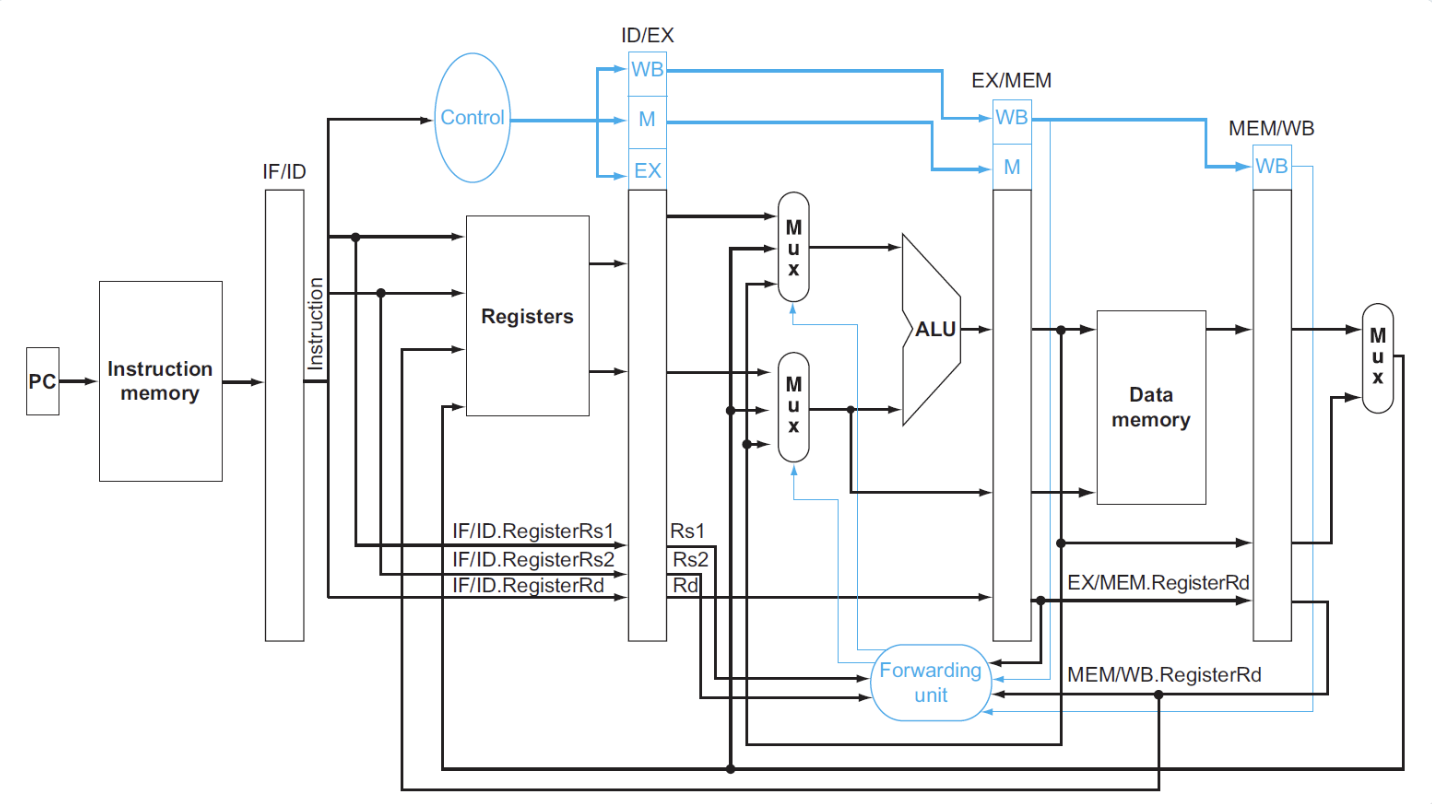 ID/EX
WB
M
EX
Control
EX/MEM
WB
M
MEM/WB
WB
IF/ID
PC
Instruction
memory
Instruction
Registers
M
u
x
M
u
x
ALU
Data
memory
M
u
x
IF/ID.RegisterRs1
IF/ID.RegisterRs2
IF/ID.RegisterRd
Rs1
Rs2
Rd
EX/MEM.RegisterRd
Forwarding
unit
MEM/WB.RegisterRd